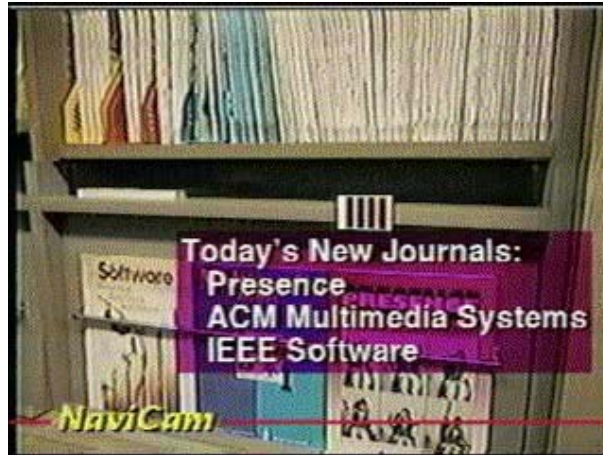 Today's New Journals:
Presence
ACM Multimedia Systems
IEEE Software
Software
PRESENCE
NaviCam